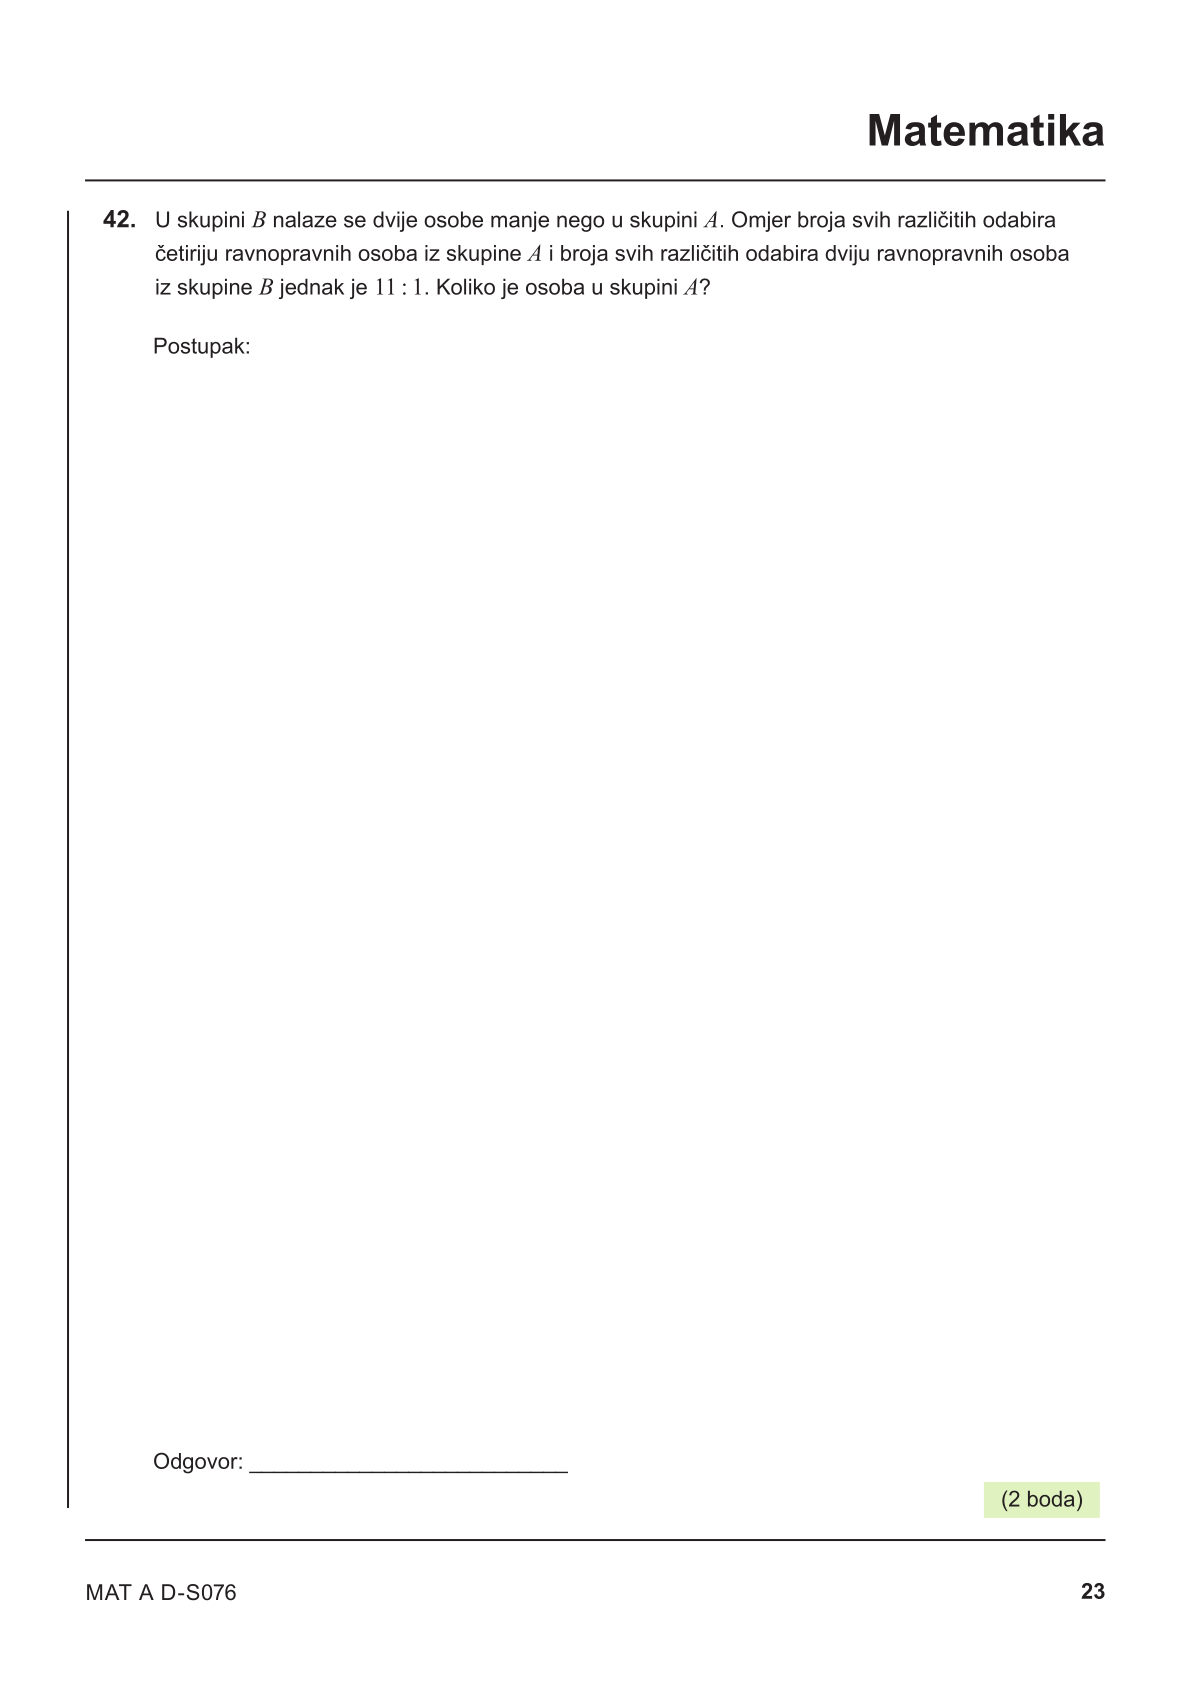 Matematika
42. U skupini B nalaze se dvije osobe manje nego u skupini A. Omjer broja svih različitih odabira
četiriju ravnopravnih osoba iz skupine A i broja svih različitih odabira dviju ravnopravnih osoba
iz skupine B jednak je 11 : 1. Koliko je osoba u skupini A?
Postupak:
Odgovor: __________________________
(2 boda)
MAT A D-S076
23